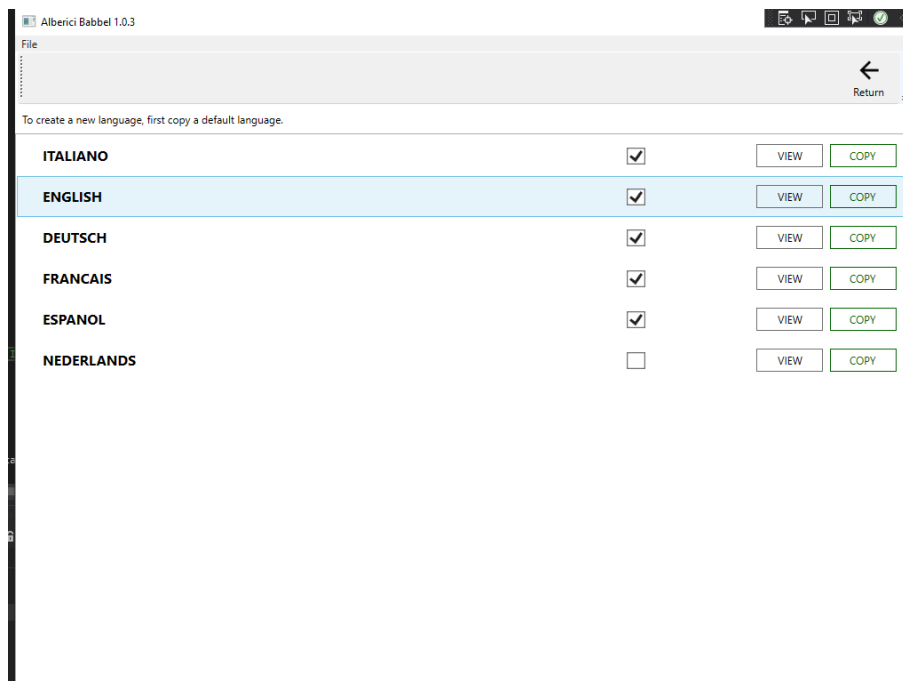 Alberici Babbel 1.0.3
File
Return
To create a new language, first copy a default language.
ITALIANO VIEW COPY
ENGLISH VIEW COPY
DEUTSCH VIEW COPY
FRANCAIS VIEW COPY
ESPANOL VIEW COPY
NEDERLANDS VIEW COPY